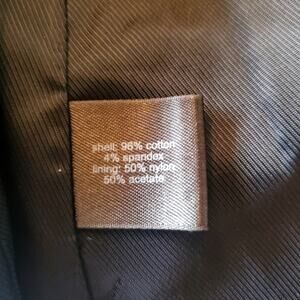 shell: 96% cotton
4% spandex
lining: 50% nylon
50% acetate